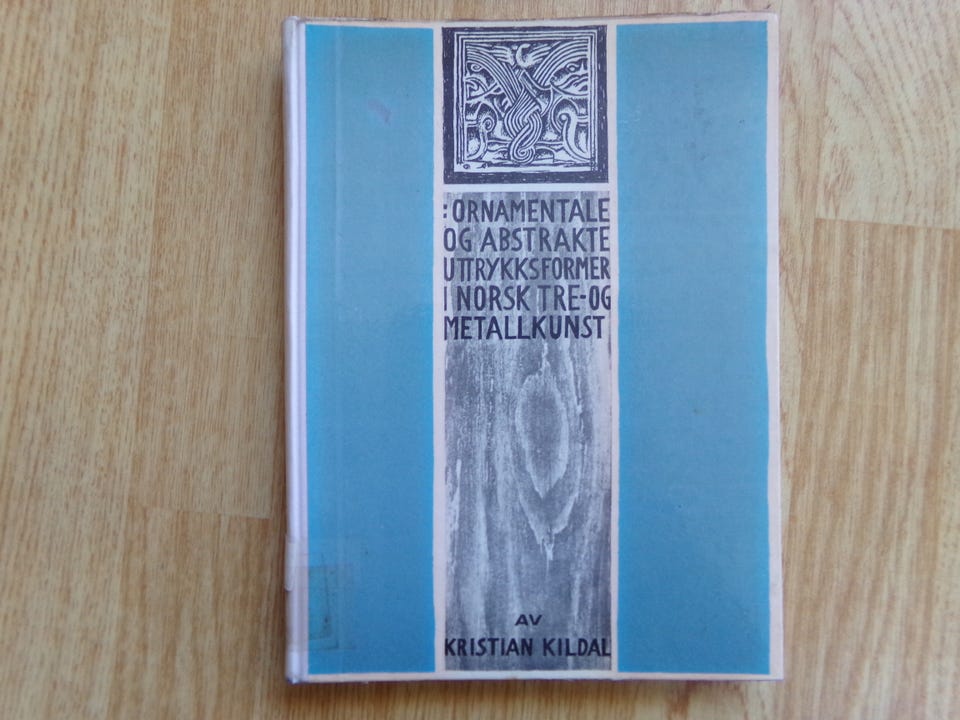 :ORNAMENTALE
OG ABSTRAKTE
UTTRYKKSFORMER
I NORSK TRE-OG
METALLKUNST
AV
KRISTIAN KILDAL